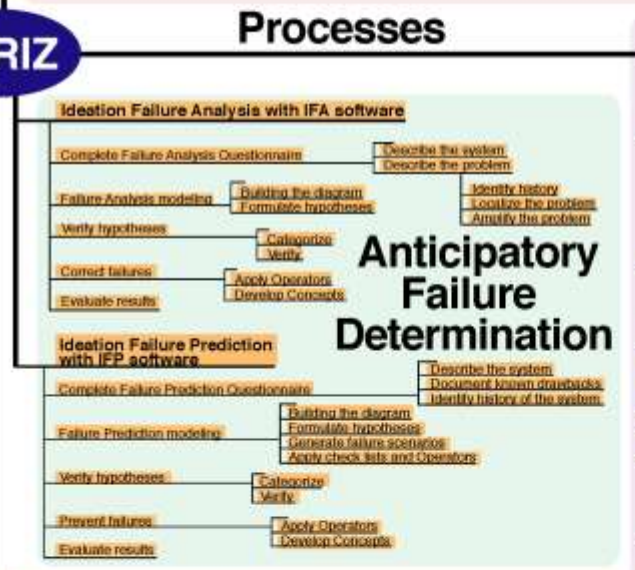 Processes
RIZ
Ideation Failure Analysis with IFA software
Complete Failure Analysis Questionnaire
Describe the system
Describe the problem
Identify history
Localize the problem
Amplify the problem
Failure Analysis modeling
Building the diagram
Formulate hypotheses
Verify hypotheses
Categorize
Verify
Correct failures
Apply Operators
Develop Concepts
Evaluate results
Anticipatory
Failure
Determination
Ideation Failure Prediction
with IFP software
Complete Failure Prediction Questionnaire
Describe the system
Document known drawbacks
Identify history of the system
Failure Prediction modeling
Building the diagram
Formulate hypotheses
Generate failure scenarios
Apply check lists and Operators
Verify hypotheses
Categorize
Verify
Prevent failures
Apply Operators
Develop Concepts
Evaluate results